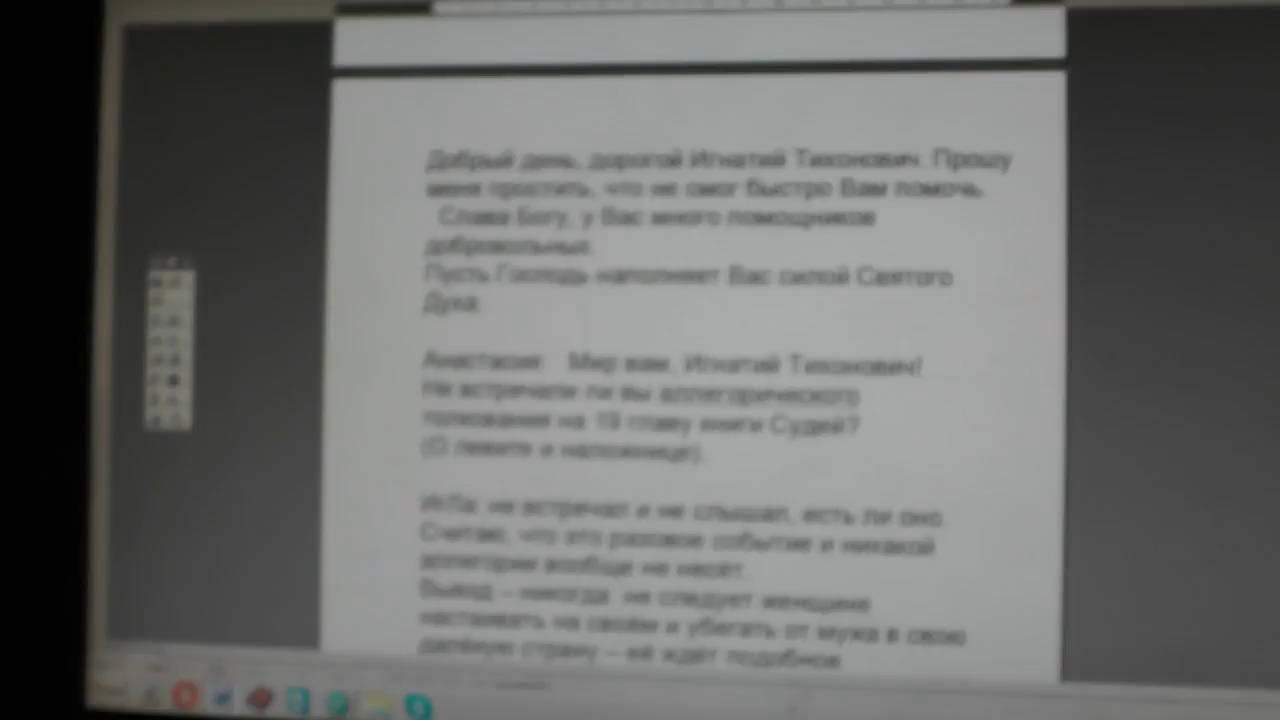 Добрый день, дорогой Игнатий Тихонович. Прошу
меня простить, что не смог быстро Вам помочь.
Слава Богу, у Вас много помощников
добровольных.
Пусть Господь наполняет Вас силой Святого
Духа.
Анастасия: Мир вам, Игнатий Тихонович!
Не встречали ли вы аллегорического
толкования на 19 главу книги Судей?
(О левите и наложнице).
не встречал и не слышал, есть ли оно.
Считаю, что это разовое событие и никакой
аллегории вообще не несёт.
Вывод – никогда не следует женщине
настаивать на своём и убегать от мужа в свою
далёкую страну – её ждёт подобное